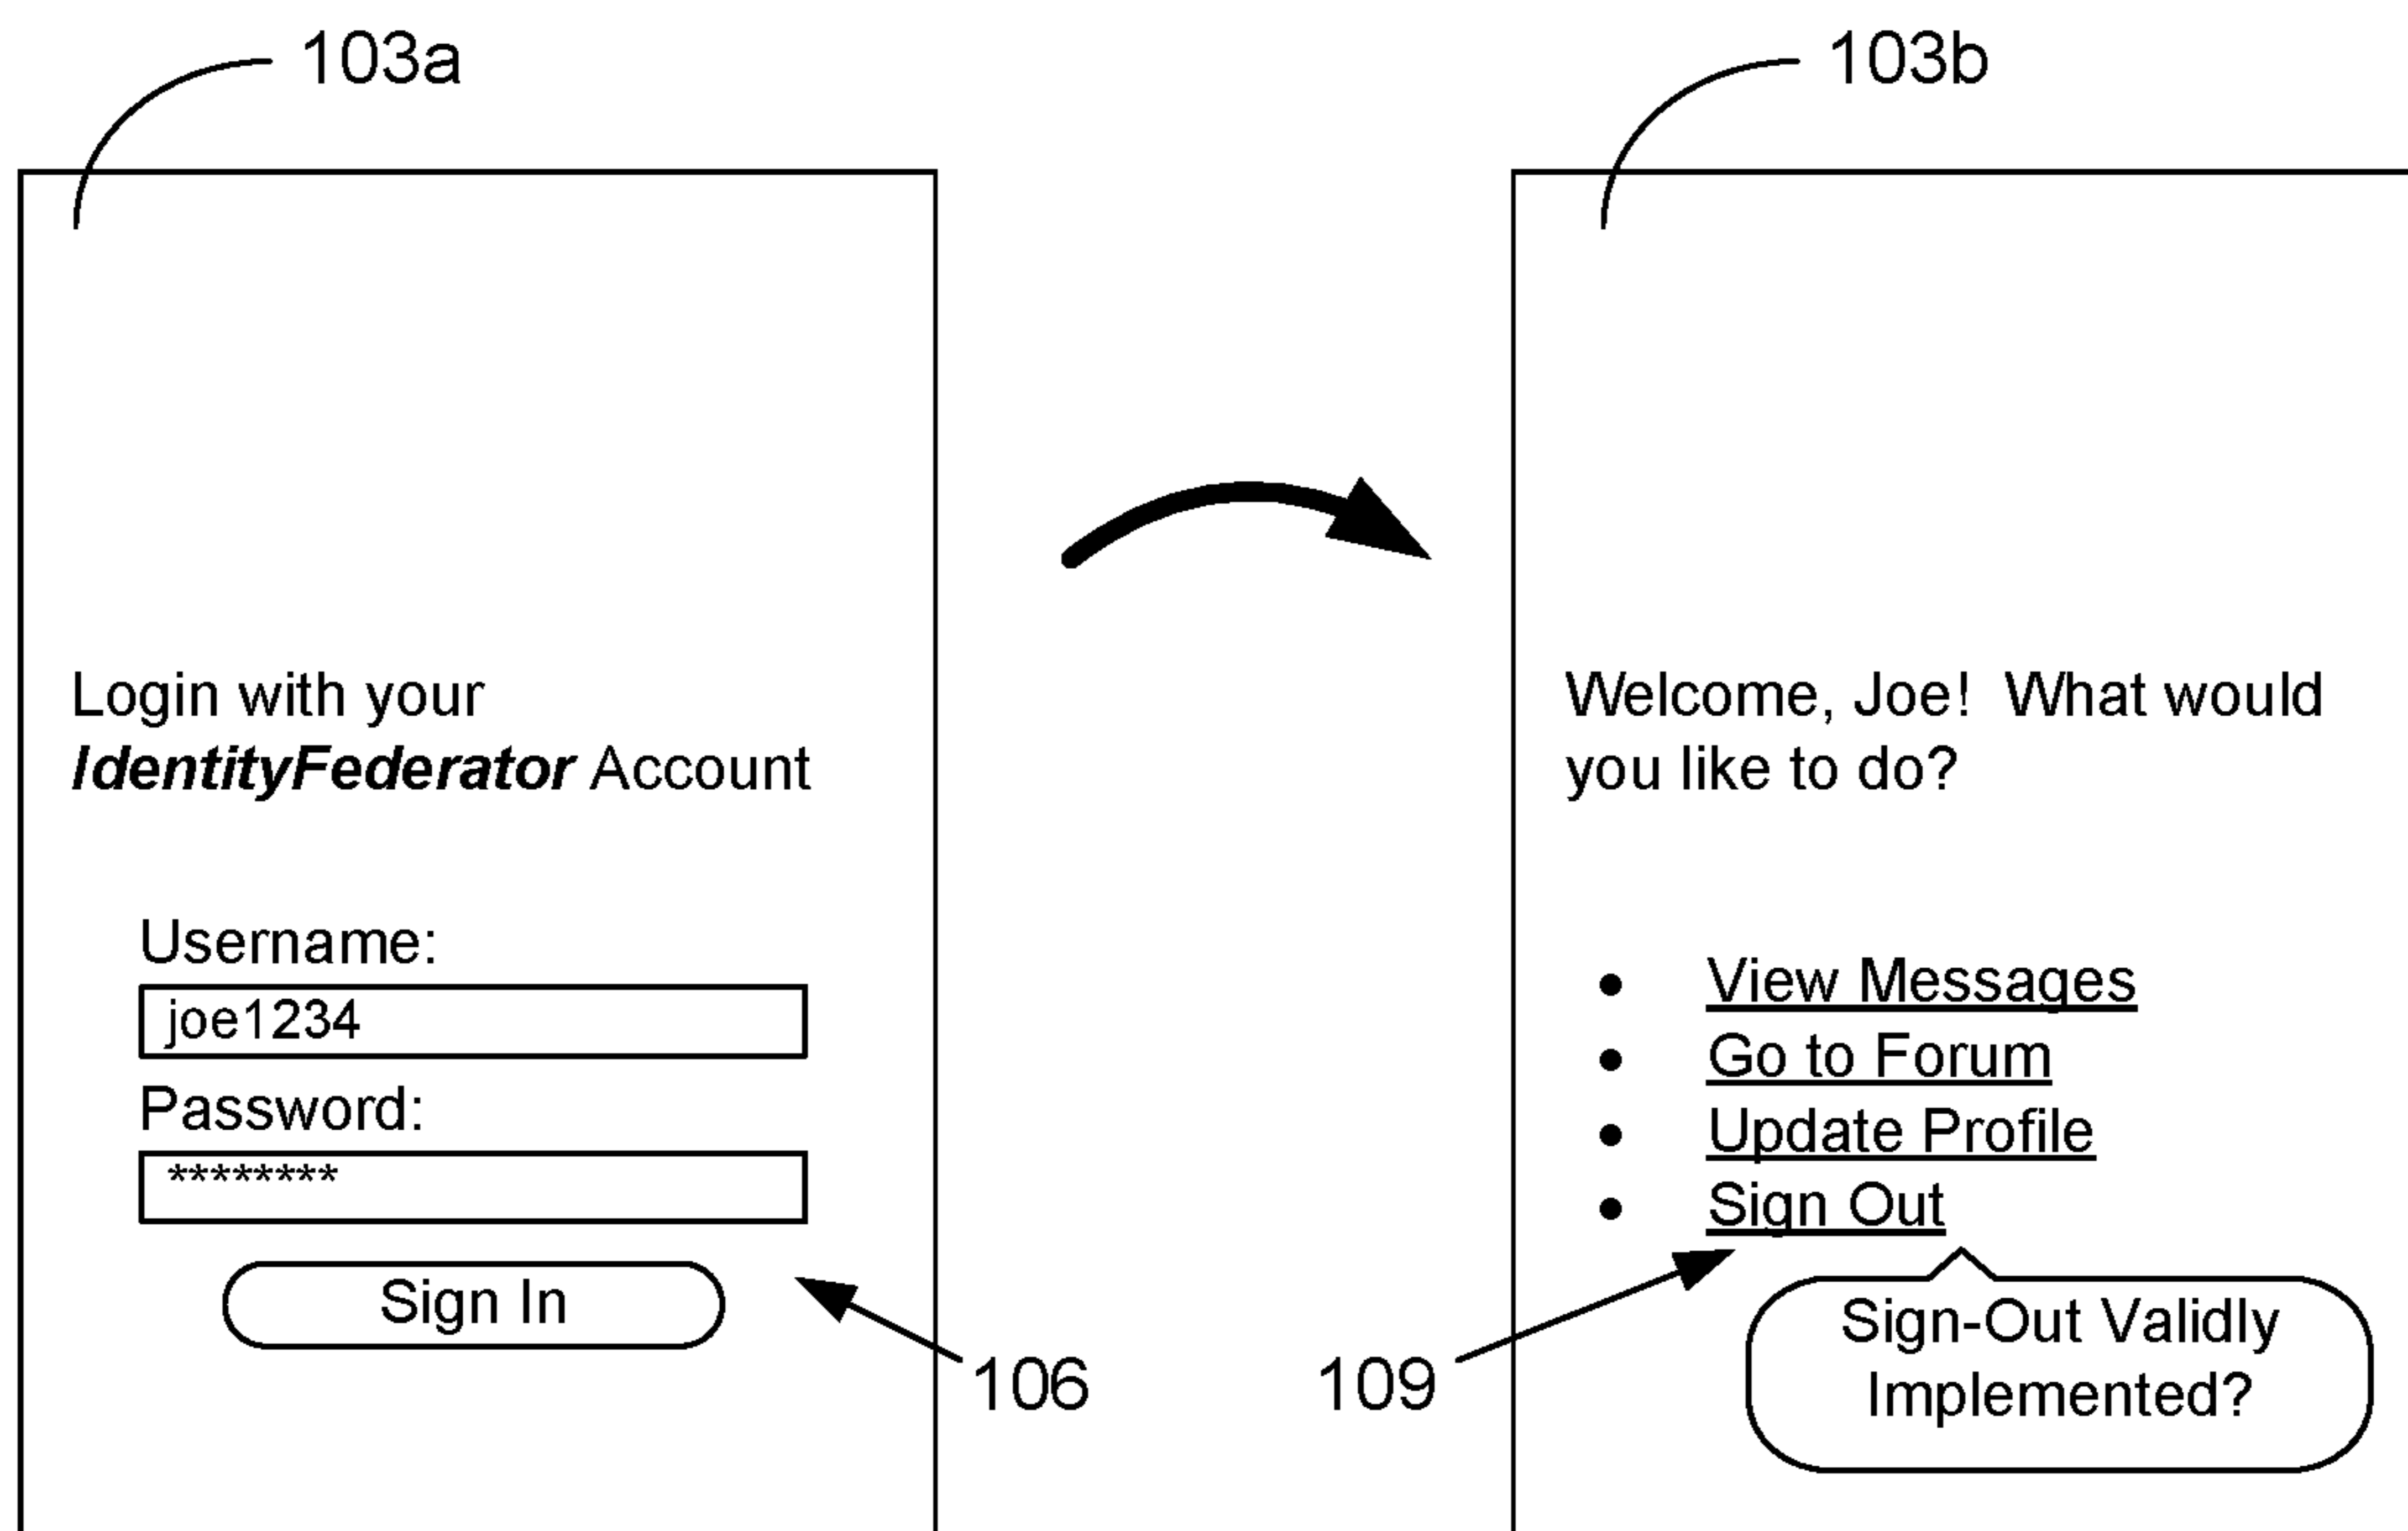 103a
Login with your
IdentityFederator Account
Username:
joe1234
Password:
********
Sign In
106
103b
Welcome, Joe! What would
you like to do?
• View Messages
• Go to Forum
• Update Profile
• Sign Out
109
Sign-Out Validly
Implemented?